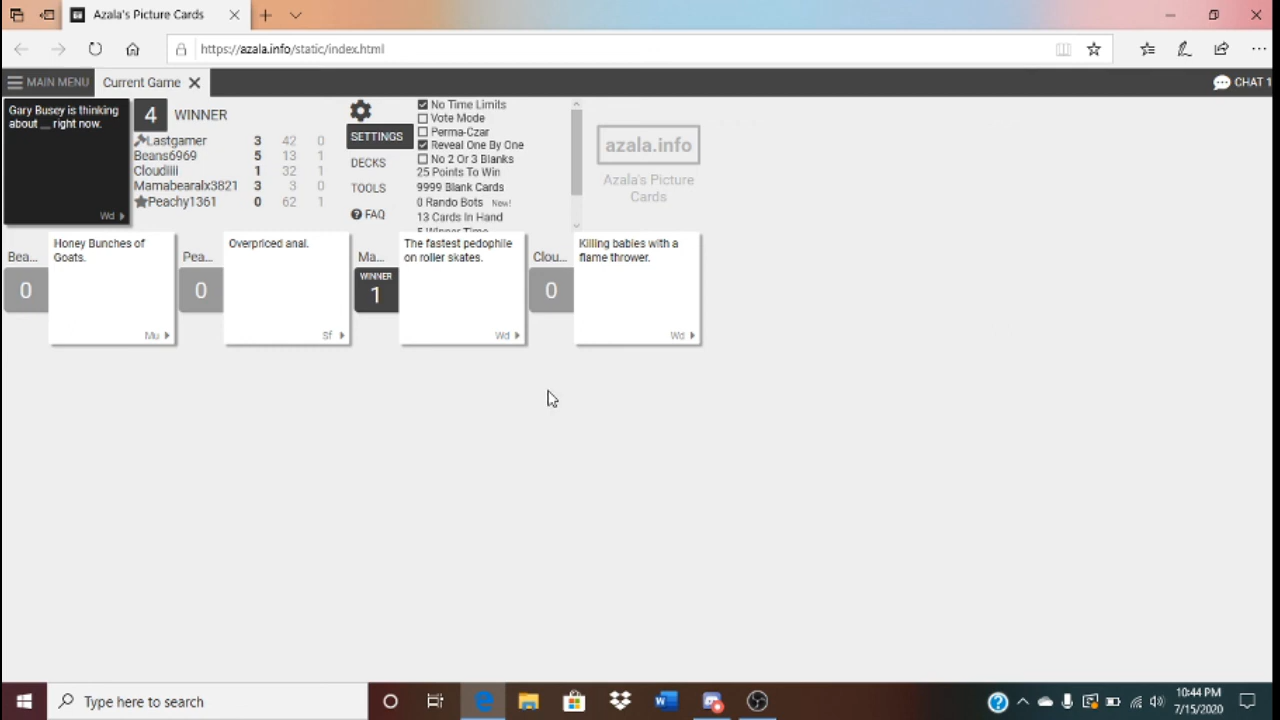 Azala's Picture Cards
https://azala.info/static/index.html
MAIN MENU
Current Game
CHAT 1
Gary Busey is thinking
about __ right now.
Wd
4 WINNER
Lastgamer 3 42 0
Beans6969 5 13 1
Cloudiiii 1 32 1
Mamabearalx3821 3 3 0
Peachy1361 0 62 1
SETTINGS
DECKS
TOOLS
FAQ
No Time Limits
Vote Mode
Perma-Czar
Reveal One By One
No 2 Or 3 Blanks
25 Points To Win
9999 Blank Cards
0 Rando Bots New!
13 Cards In Hand
5 Winner Time
azala.info
Azala's Picture
Cards
Bea...
0
Honey Bunches of
Goats.
Mu
Pea...
0
Overpriced anal.
Sf
Ma...
WINNER
1
The fastest pedophile
on roller skates.
Wd
Clou...
0
Killing babies with a
flame thrower.
Wd
Type here to search
10:44 PM
7/15/2020